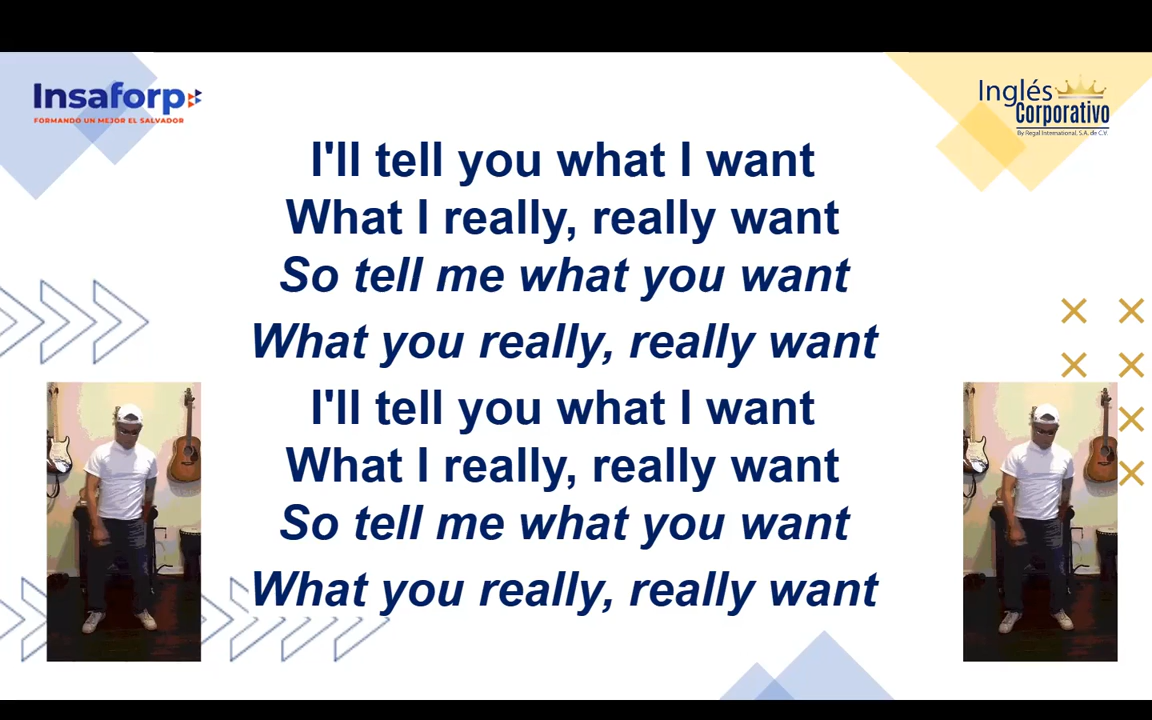 Insaforp
FORMANDO UN MEJOR EL SALVADOR
Inglés
Corporativo
By Regal International, S.A. de C.V.
I'll tell you what I want
What I really, really want
So tell me what you want
What you really, really want
I'll tell you what I want
What I really, really want
So tell me what you want
What you really, really want